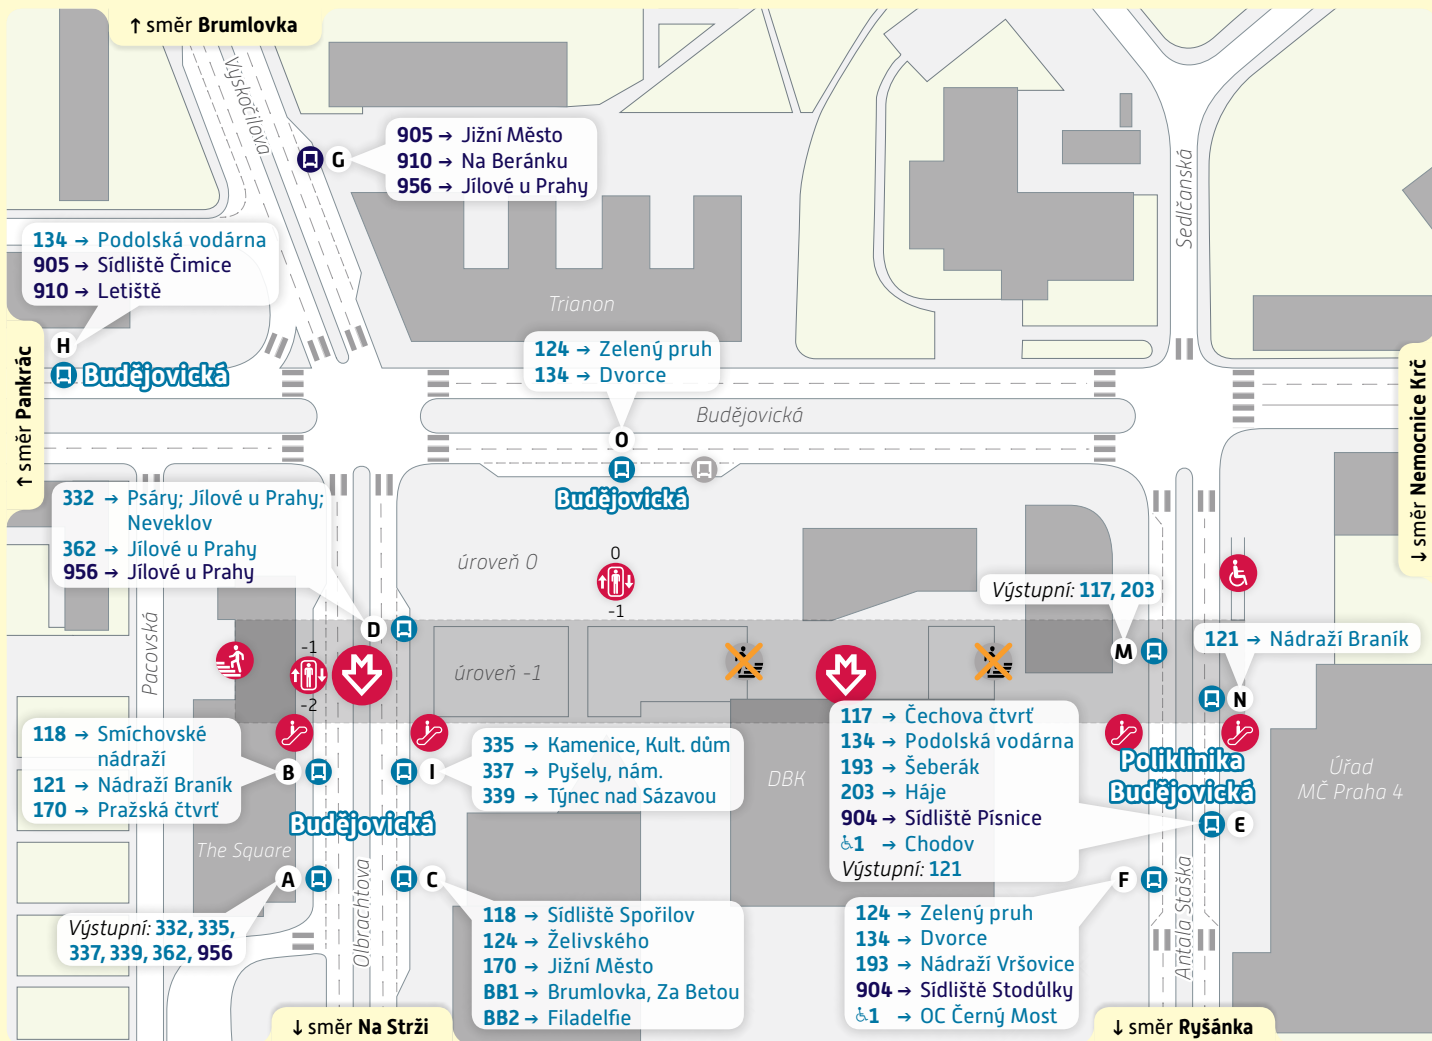 ↑ směr Brumlovka
Vyskočilova
G
905 → Jižní Město
910 → Na Beránku
956 → Jílové u Prahy
Sedlčanská
134 → Podolská vodárna
905 → Sídliště Čimice
910 → Letiště
H
Budějovická
↑ směr Pankrác
Trianon
124 → Zelený pruh
134 → Dvorce
O
Budějovická
Budějovická
↓ směr Nemocnice Krč
332 → Psáry; Jílové u Prahy;
Neveklov
362 → Jílové u Prahy
956 → Jílové u Prahy
D
úroveň 0
0
-1
úroveň -1
-1
-2
Pacovská
Výstupní: 117, 203
M
121 → Nádraží Braník
N
118 → Smíchovské
nádraží
121 → Nádraží Braník
170 → Pražská čtvrť
B
I
335 → Kamenice, Kult. dům
337 → Pyšely, nám.
339 → Týnec nad Sázavou
DBK
117 → Čechova čtvrť
134 → Podolská vodárna
193 → Šeberák
203 → Háje
904 → Sídliště Písnice
♿1 → Chodov
Výstupní: 121
Poliklinika
Budějovická
E
Úřad
MČ Praha 4
Budějovická
The Square
A
Výstupní: 332, 335,
337, 339, 362, 956
Olbrachtova
C
118 → Sídliště Spořilov
124 → Želivského
170 → Jižní Město
BB1 → Brumlovka, Za Betou
BB2 → Filadelfie
F
124 → Zelený pruh
134 → Dvorce
193 → Nádraží Vršovice
904 → Sídliště Stodůlky
♿1 → OC Černý Most
Antala Staška
↓ směr Na Strži
↓ směr Ryšánka